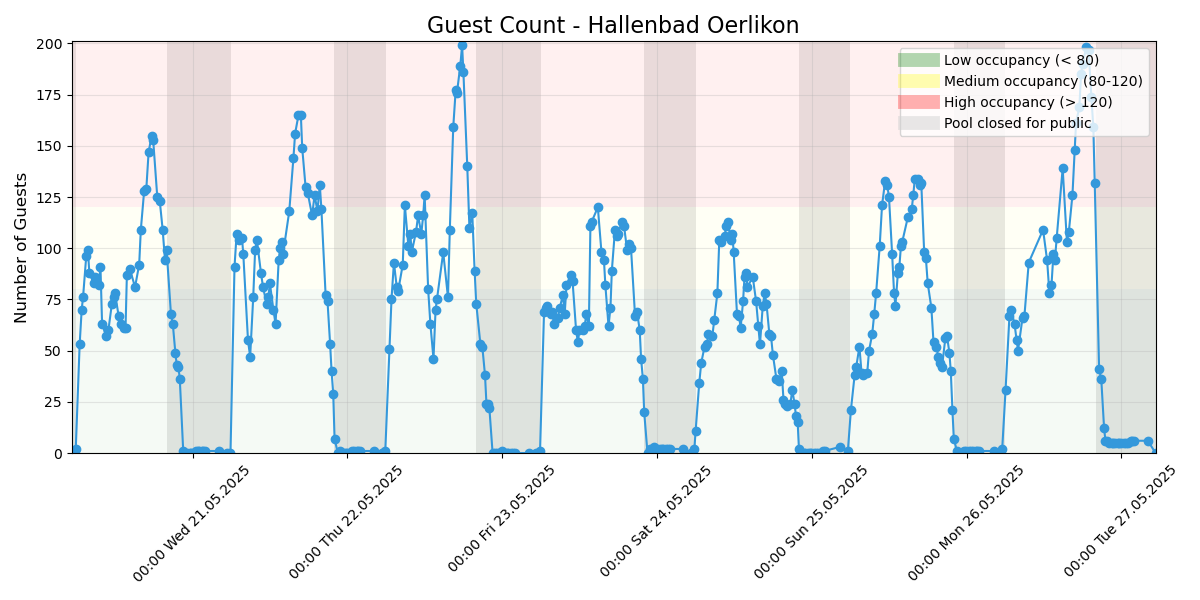 Guest Count - Hallenbad Oerlikon
Number of Guests
200
175
150
125
100
75
50
25
0
Low occupancy (< 80)
Medium occupancy (80-120)
High occupancy (> 120)
Pool closed for public
00:00 Wed 21.05.2025
00:00 Thu 22.05.2025
00:00 Fri 23.05.2025
00:00 Sat 24.05.2025
00:00 Sun 25.05.2025
00:00 Mon 26.05.2025
00:00 Tue 27.05.2025